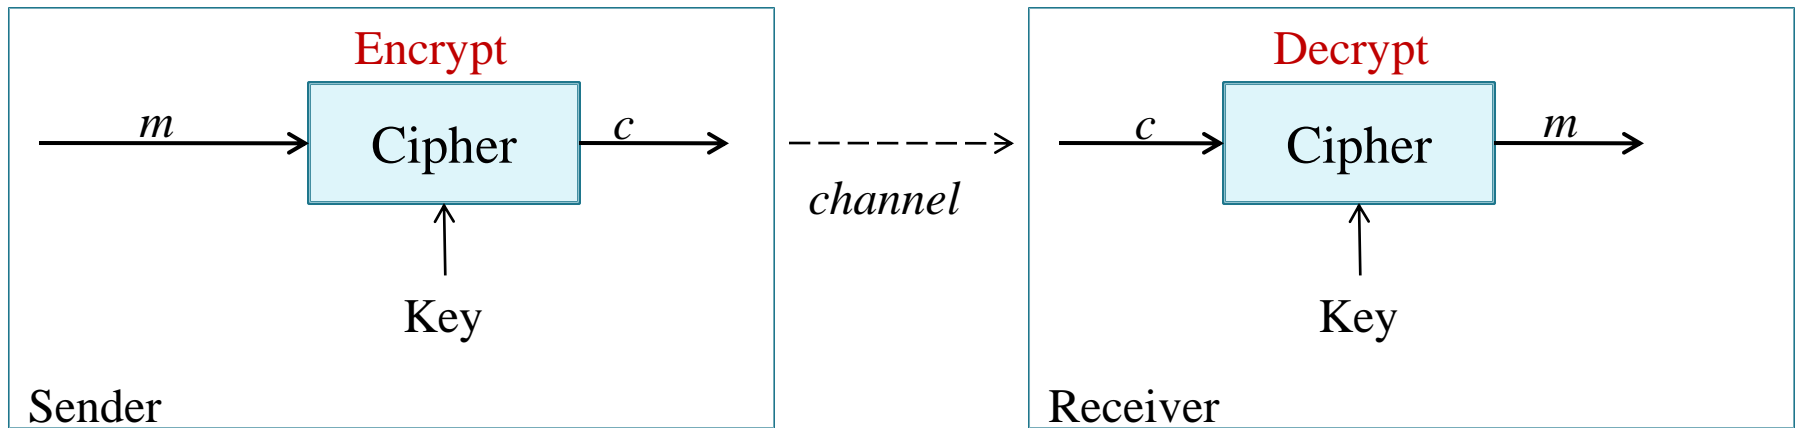 Encrypt
m
Cipher
c
Key
Sender
channel
Decrypt
c
Cipher
m
Key
Receiver